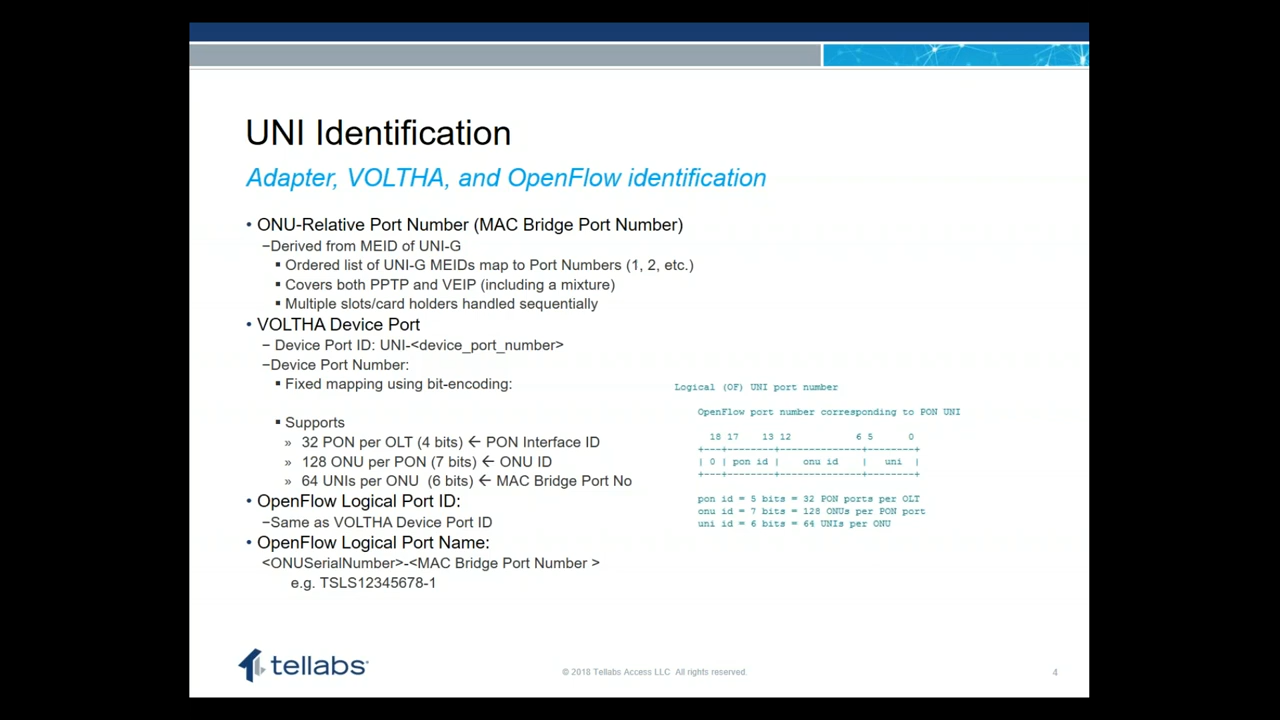 UNI Identification
Adapter, VOLTHA, and OpenFlow identification
• ONU-Relative Port Number (MAC Bridge Port Number)
−Derived from MEID of UNI-G
▪ Ordered list of UNI-G MEIDs map to Port Numbers (1, 2, etc.)
▪ Covers both PPTP and VEIP (including a mixture)
▪ Multiple slots/card holders handled sequentially
• VOLTHA Device Port
− Device Port ID: UNI-<device_port_number>
−Device Port Number:
▪ Fixed mapping using bit-encoding:
▪ Supports
» 32 PON per OLT (4 bits) ← PON Interface ID
» 128 ONU per PON (7 bits) ← ONU ID
» 64 UNIs per ONU (6 bits) ← MAC Bridge Port No
• OpenFlow Logical Port ID:
−Same as VOLTHA Device Port ID
• OpenFlow Logical Port Name:
<ONUSerialNumber>-<MAC Bridge Port Number >
e.g. TSLS12345678-1
Logical (OF) UNI port number
OpenFlow port number corresponding to PON UNI
18 17 13 12 6 5 0
+---+--------+--------------+--------+
| 0 | pon id | onu id | uni |
+---+--------+--------------+--------+
pon id = 5 bits = 32 PON ports per OLT
onu id = 7 bits = 128 ONUs per PON port
uni id = 6 bits = 64 UNIs per ONU
tellabs
© 2018 Tellabs Access LLC All rights reserved.
4